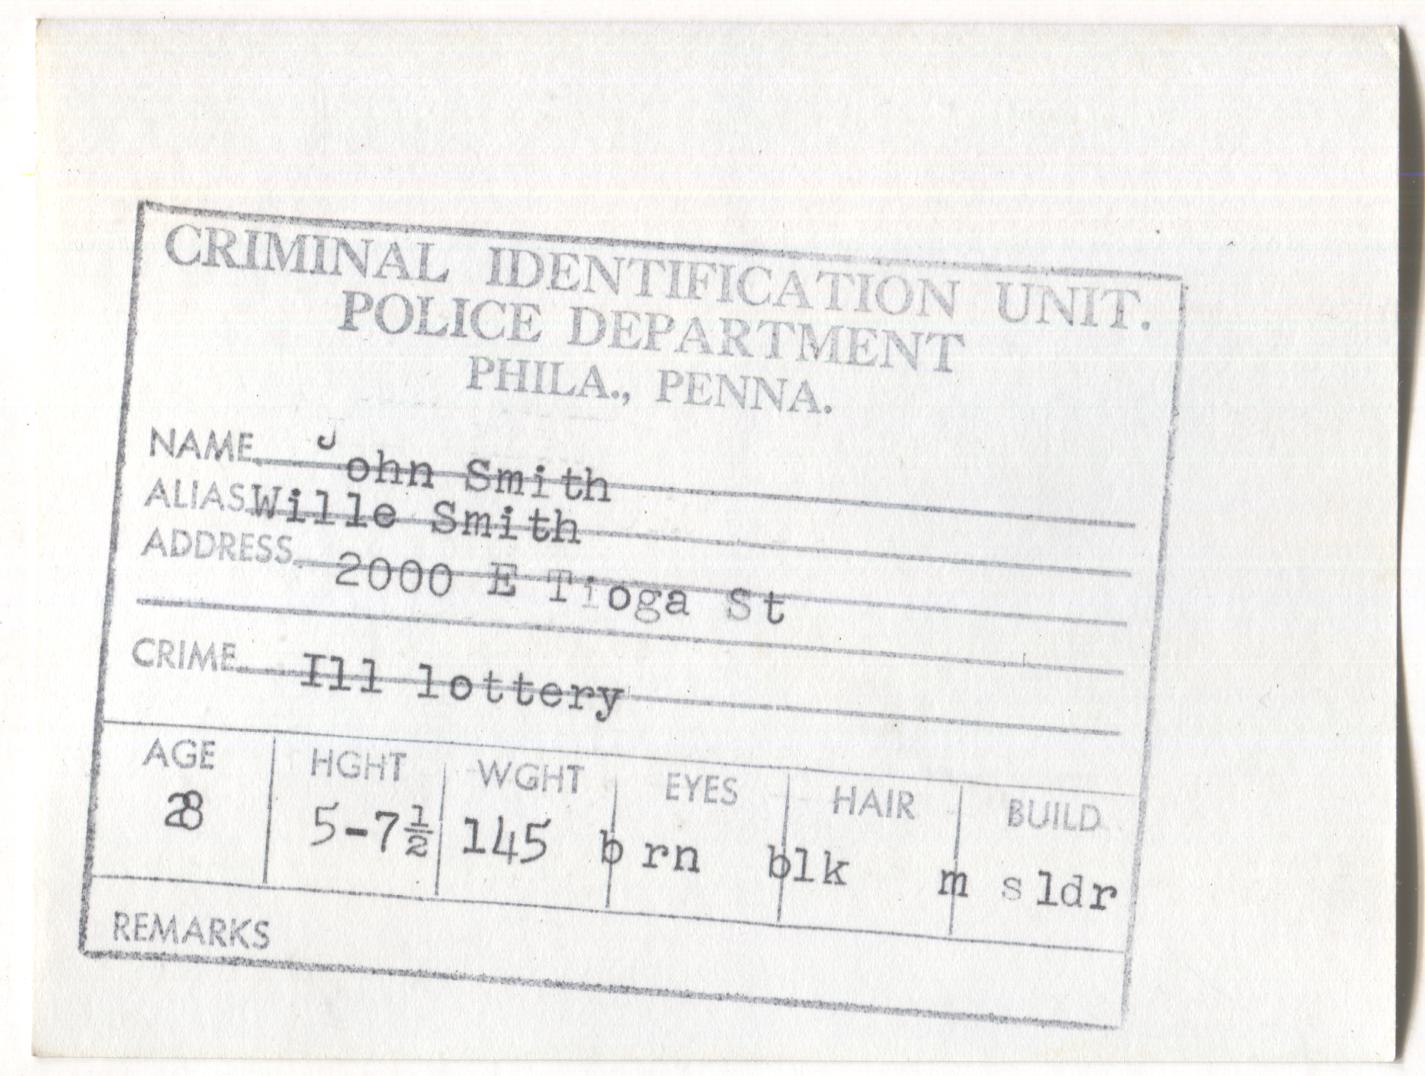 CRIMINAL IDENTIFICATION UNIT.
POLICE DEPARTMENT
PHILA., PENNA.
NAME John Smith
ALIAS Wille Smith
ADDRESS 2000 E Tioga St
CRIME Ill lottery
AGE HGHT WGHT EYES HAIR BUILD
28 5-7½ 145 brn blk m sldr
REMARKS